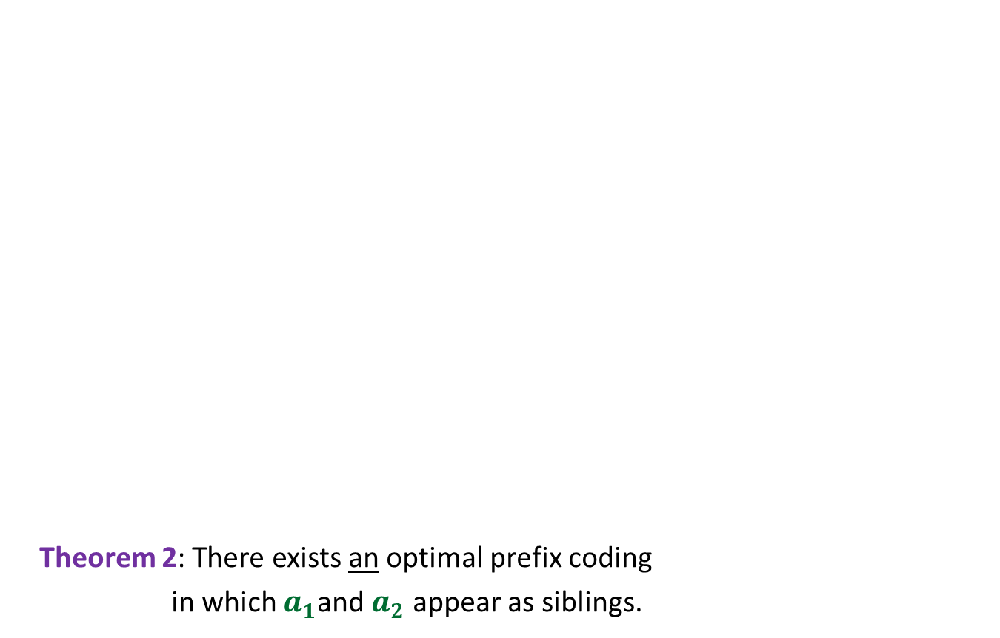 Theorem 2: There exists an optimal prefix coding
in which a₁ and a₂ appear as siblings.